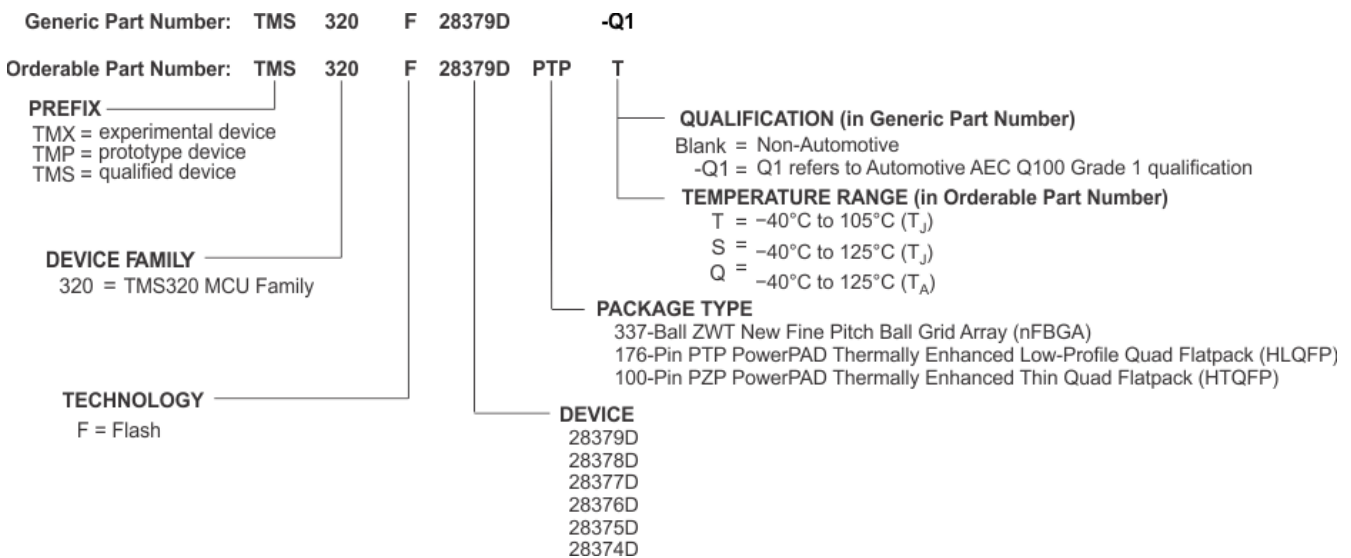 Generic Part Number: TMS 320 F 28379D -Q1
Orderable Part Number: TMS 320 F 28379D PTP T
PREFIX
TMX = experimental device
TMP = prototype device
TMS = qualified device
DEVICE FAMILY
320 = TMS320 MCU Family
TECHNOLOGY
F = Flash
QUALIFICATION (in Generic Part Number)
Blank = Non-Automotive
-Q1 = Q1 refers to Automotive AEC Q100 Grade 1 qualification
TEMPERATURE RANGE (in Orderable Part Number)
T = −40°C to 105°C (TJ)
S = −40°C to 125°C (TJ)
Q = −40°C to 125°C (TA)
PACKAGE TYPE
337-Ball ZWT New Fine Pitch Ball Grid Array (nFBGA)
176-Pin PTP PowerPAD Thermally Enhanced Low-Profile Quad Flatpack (HLQFP)
100-Pin PZP PowerPAD Thermally Enhanced Thin Quad Flatpack (HTQFP)
DEVICE
28379D
28378D
28377D
28376D
28375D
28374D